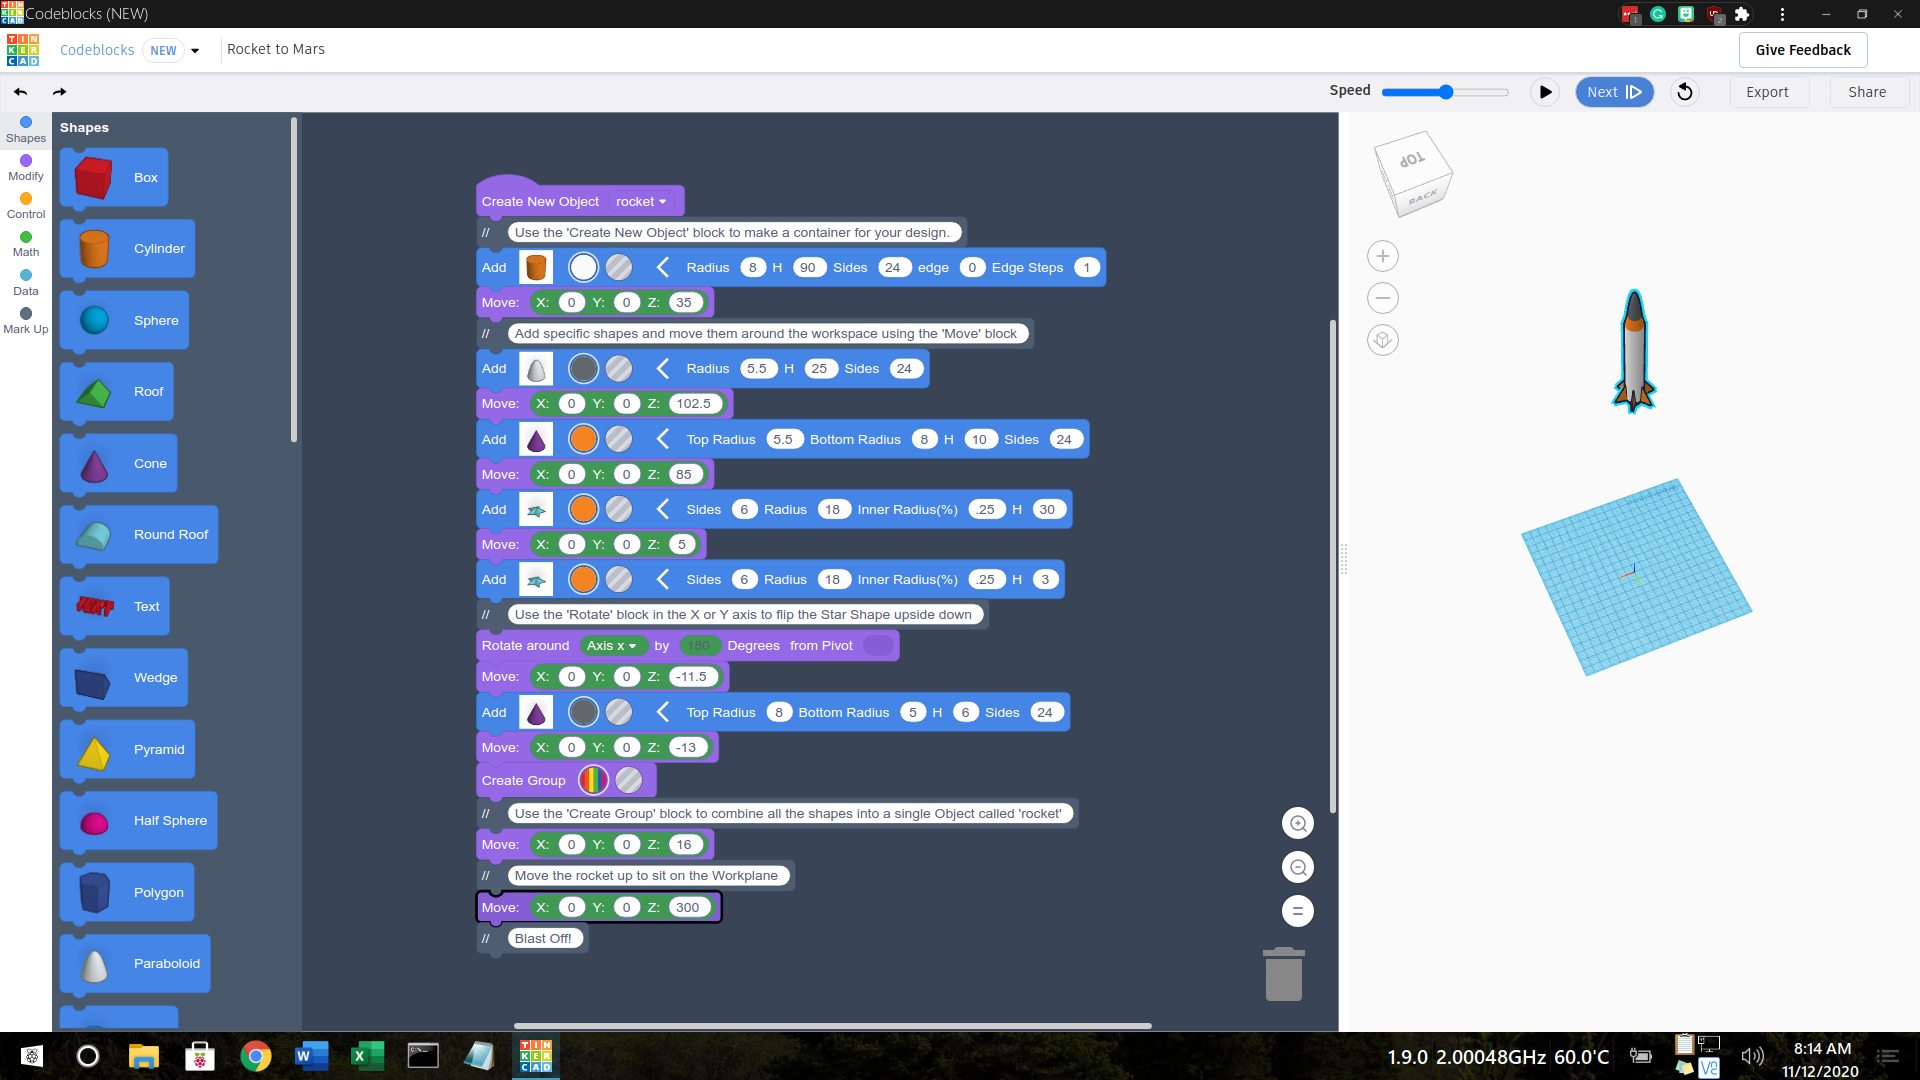 Codeblocks (NEW)
Codeblocks NEW Rocket to Mars Give Feedback
Speed Next Export Share
Shapes
Modify
Control
Math
Data
Mark Up
Shapes
Box
Cylinder
Sphere
Roof
Cone
Round Roof
Text
Wedge
Pyramid
Half Sphere
Polygon
Paraboloid
Create New Object rocket
// Use the 'Create New Object' block to make a container for your design.
Add Radius 8 H 90 Sides 24 edge 0 Edge Steps 1
Move: X: 0 Y: 0 Z: 35
// Add specific shapes and move them around the workspace using the 'Move' block
Add Radius 5.5 H 25 Sides 24
Move: X: 0 Y: 0 Z: 102.5
Add Top Radius 5.5 Bottom Radius 8 H 10 Sides 24
Move: X: 0 Y: 0 Z: 85
Add Sides 6 Radius 18 Inner Radius(%) .25 H 30
Move: X: 0 Y: 0 Z: 5
Add Sides 6 Radius 18 Inner Radius(%) .25 H 3
// Use the 'Rotate' block in the X or Y axis to flip the Star Shape upside down
Rotate around Axis x by 180 Degrees from Pivot
Move: X: 0 Y: 0 Z: -11.5
Add Top Radius 8 Bottom Radius 5 H 6 Sides 24
Move: X: 0 Y: 0 Z: -13
Create Group
// Use the 'Create Group' block to combine all the shapes into a single Object called 'rocket'
Move: X: 0 Y: 0 Z: 16
// Move the rocket up to sit on the Workplane
Move: X: 0 Y: 0 Z: 300
// Blast Off!
TOP
BACK
1.9.0 2.00048GHz 60.0'C
8:14 AM
11/12/2020